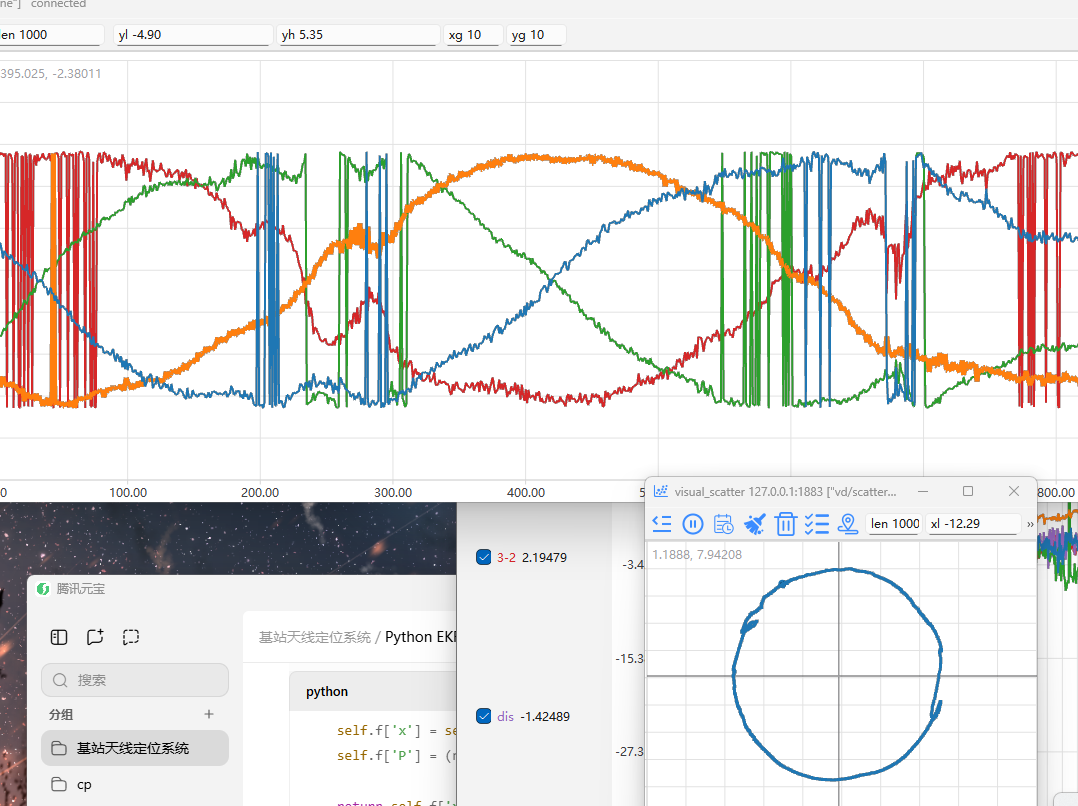 ne"] connected
len 1000 yl -4.90 yh 5.35 xg 10 yg 10
395.025, -2.38011
100.00 200.00 300.00 400.00 800.00
visual_scatter 127.0.0.1:1883 ["vd/scatter...
len 1000 xl -12.29 »
1.1888, 7.94208
3-2 2.19479
-3.4
腾讯元宝
基站天线定位系统 / Python EKF
搜索
-15.3
python
分组 +
dis -1.42489
self.f['x'] = se
基站天线定位系统
self.f['P'] = (
-27.3
cp
return self.f['x